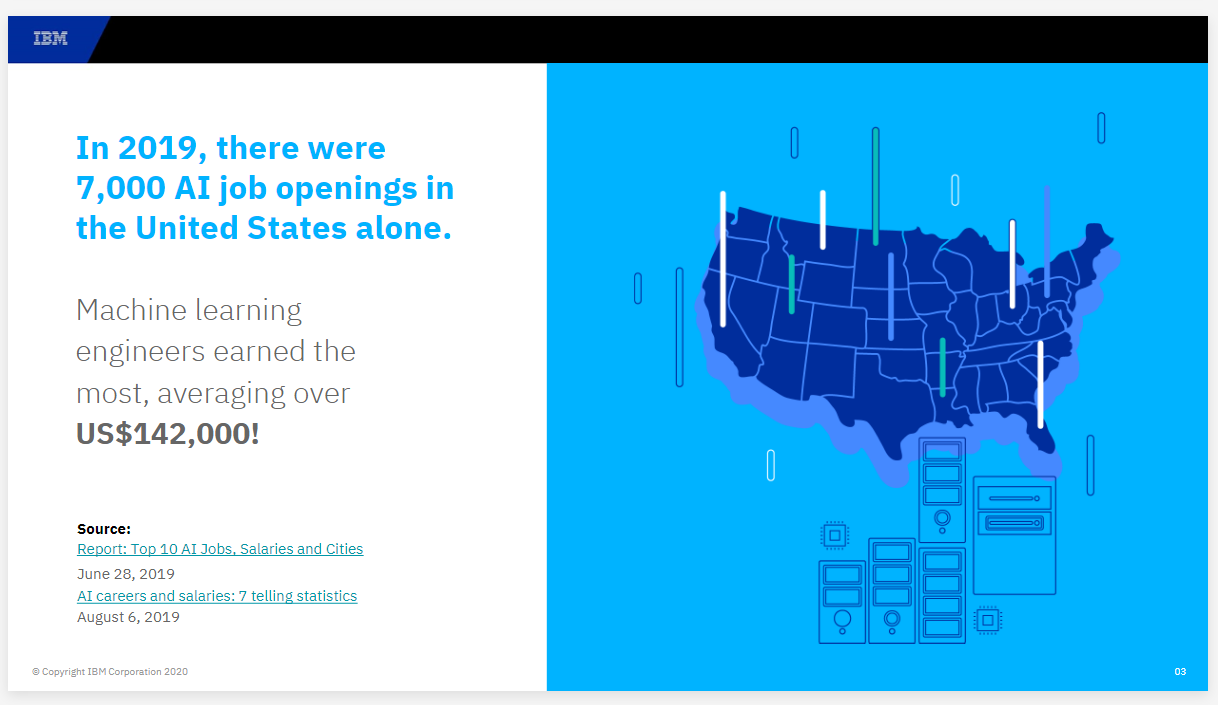 IBM
In 2019, there were
7,000 AI job openings in
the United States alone.
Machine learning
engineers earned the
most, averaging over
US$142,000!
Source:
Report: Top 10 AI Jobs, Salaries and Cities
June 28, 2019
AI careers and salaries: 7 telling statistics
August 6, 2019
© Copyright IBM Corporation 2020
03